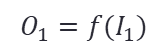 O₁ = f(I₁)